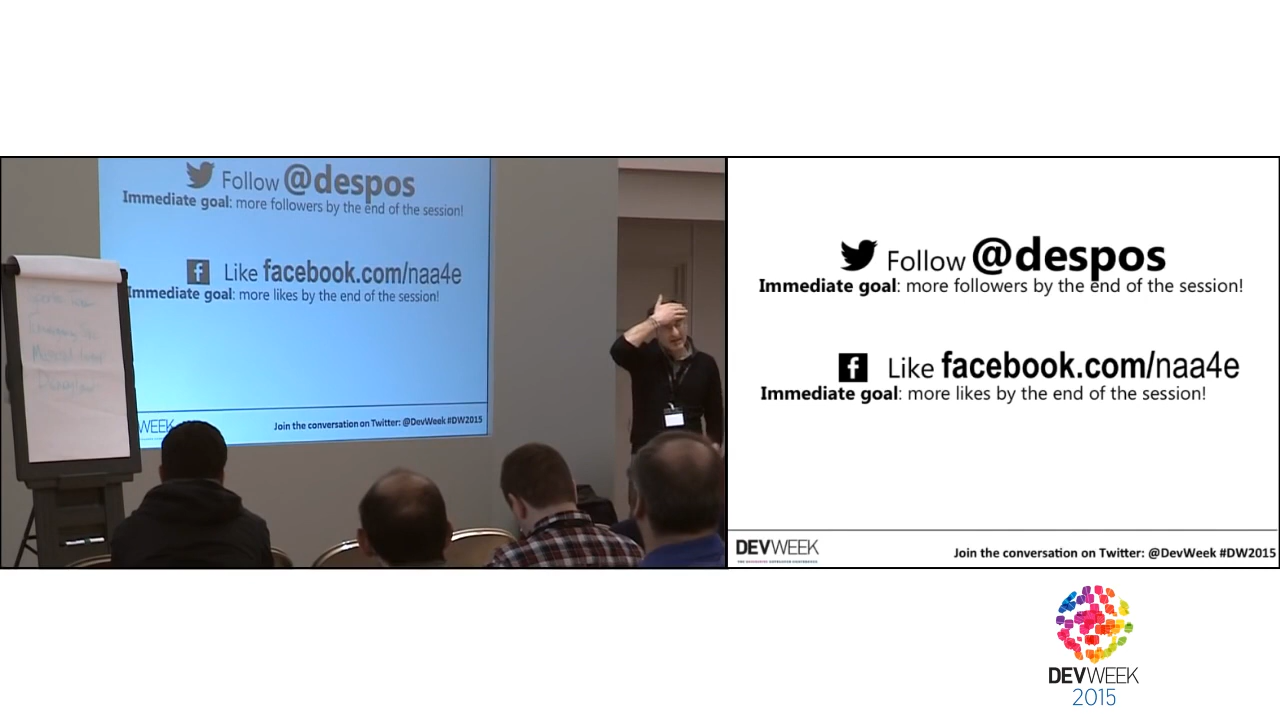 Follow @despos
Immediate goal: more followers by the end of the session!
Like facebook.com/naa4e
Immediate goal: more likes by the end of the session!
WEEK
Join the conversation on Twitter: @DevWeek #DW2015
Disneyland
Follow @despos
Immediate goal: more followers by the end of the session!
Like facebook.com/naa4e
Immediate goal: more likes by the end of the session!
DEVWEEK
Join the conversation on Twitter: @DevWeek #DW2015
DEVWEEK
2015